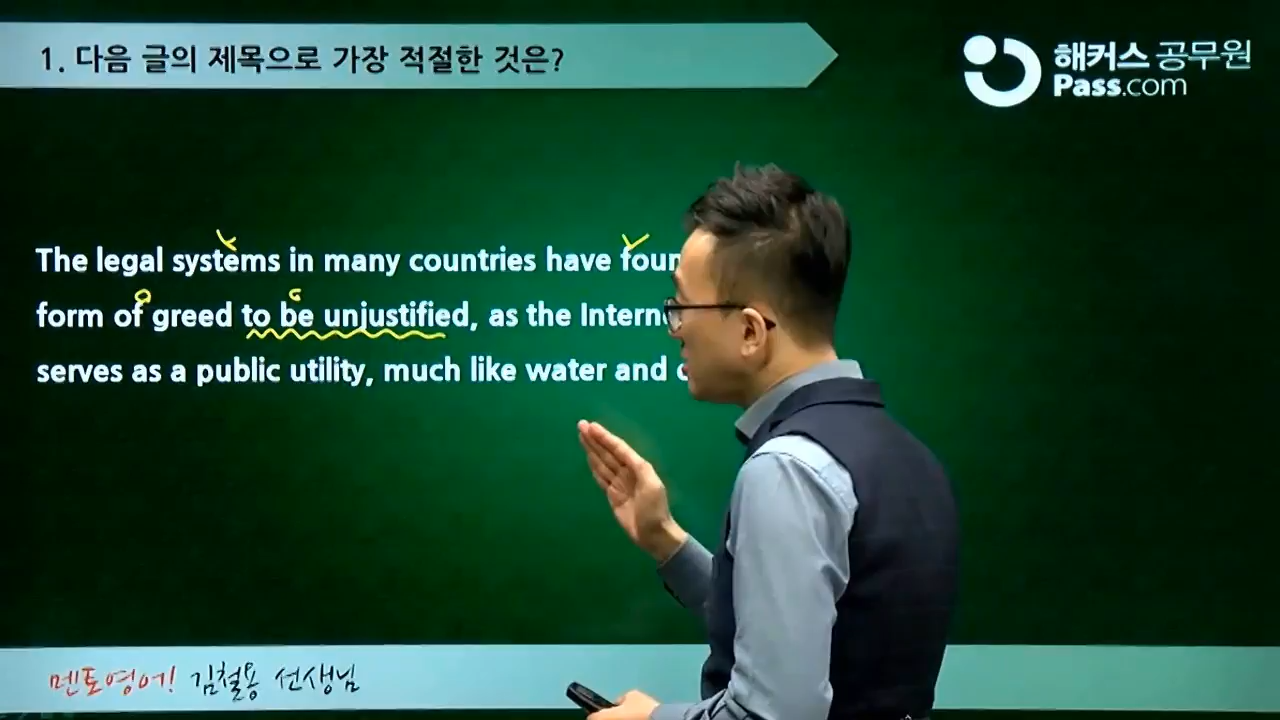 1. 다음 글의 제목으로 가장 적절한 것은?
해커스 공무원
Pass.com
The legal systems in many countries have
form of greed to be unjustified, as the
serves as a public utility, much like water and
멘토영어! 김철용 선생님